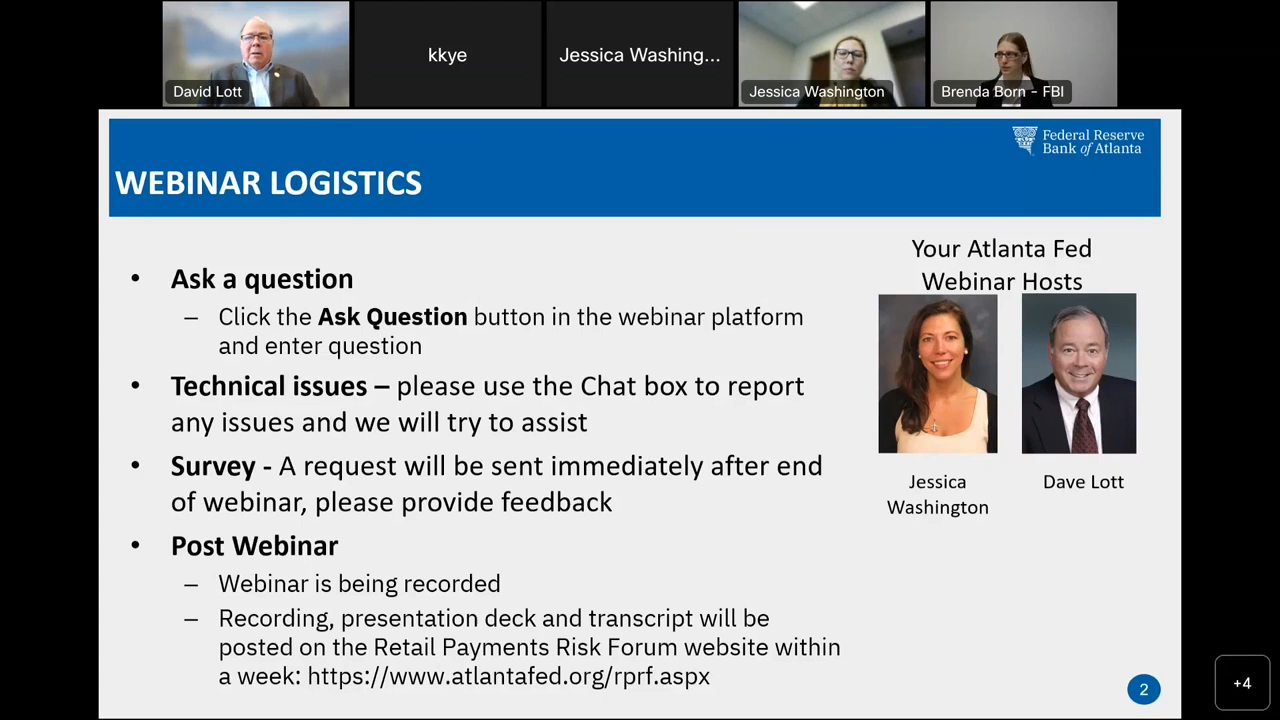 David Lott
kkye
Jessica Washing...
Jessica Washington
Brenda Born - FBI
Federal Reserve
Bank of Atlanta
WEBINAR LOGISTICS
• Ask a question
– Click the Ask Question button in the webinar platform
and enter question
• Technical issues – please use the Chat box to report
any issues and we will try to assist
• Survey - A request will be sent immediately after end
of webinar, please provide feedback
• Post Webinar
– Webinar is being recorded
– Recording, presentation deck and transcript will be
posted on the Retail Payments Risk Forum website within
a week: https://www.atlantafed.org/rprf.aspx
Your Atlanta Fed
Webinar Hosts
Jessica
Washington
Dave Lott
2
+4